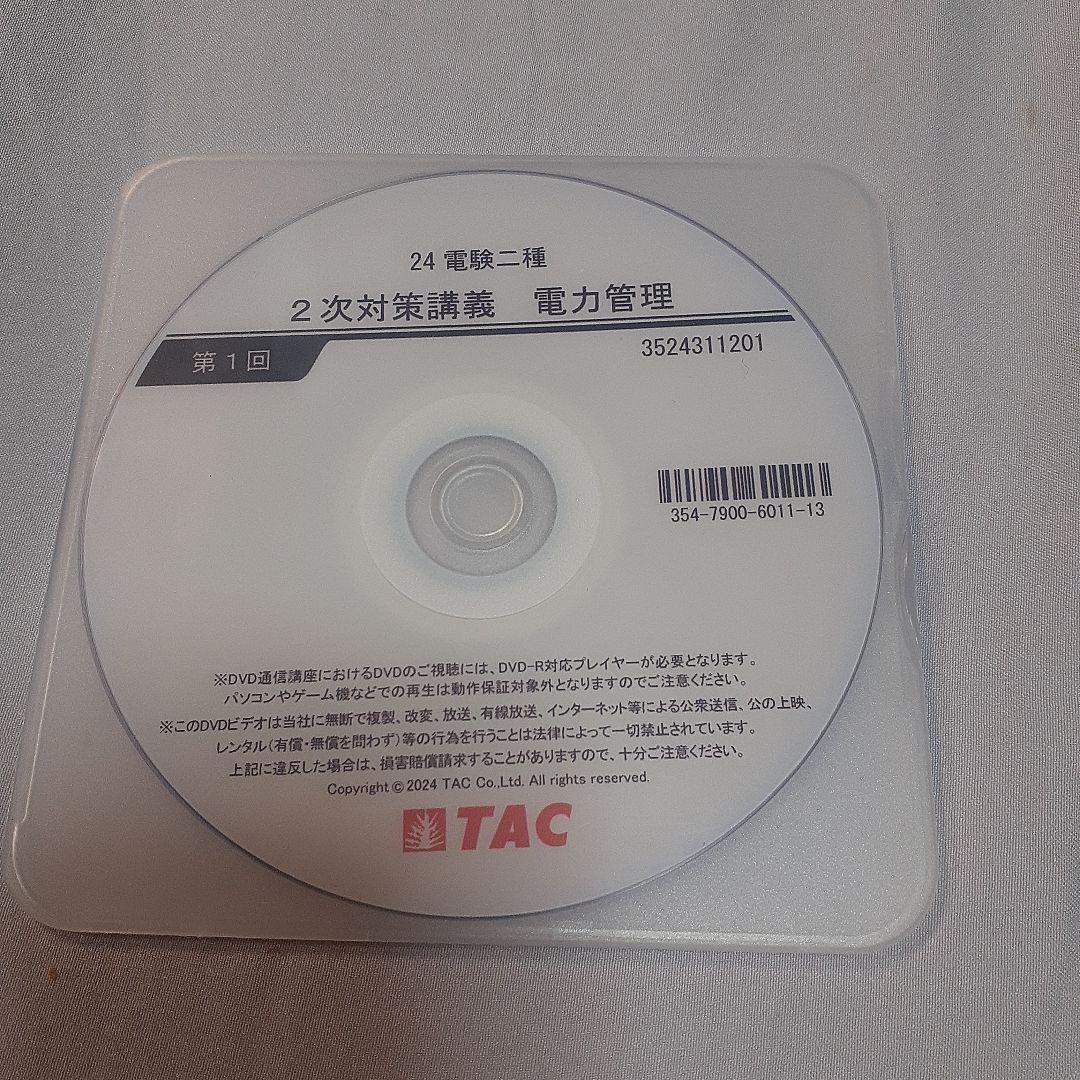 24 電験二種
２次対策講義　電力管理
第１回
3524311201
354-7900-6011-13
※DVD通信講座におけるDVDのご視聴には、DVD-R対応プレイヤーが必要となります。
パソコンやゲーム機などでの再生は動作保証対象外となりますのでご注意ください。
※このDVDビデオは当社に無断で複製、改変、放送、有線放送、インターネット等による公衆送信、公の上映、
レンタル(有償・無償を問わず)等の行為を行うことは法律によって一切禁止されています。
上記に違反した場合は、損害賠償請求することがありますので、十分ご注意ください。
Copyright ©2024 TAC Co.,Ltd. All rights reserved.
TAC